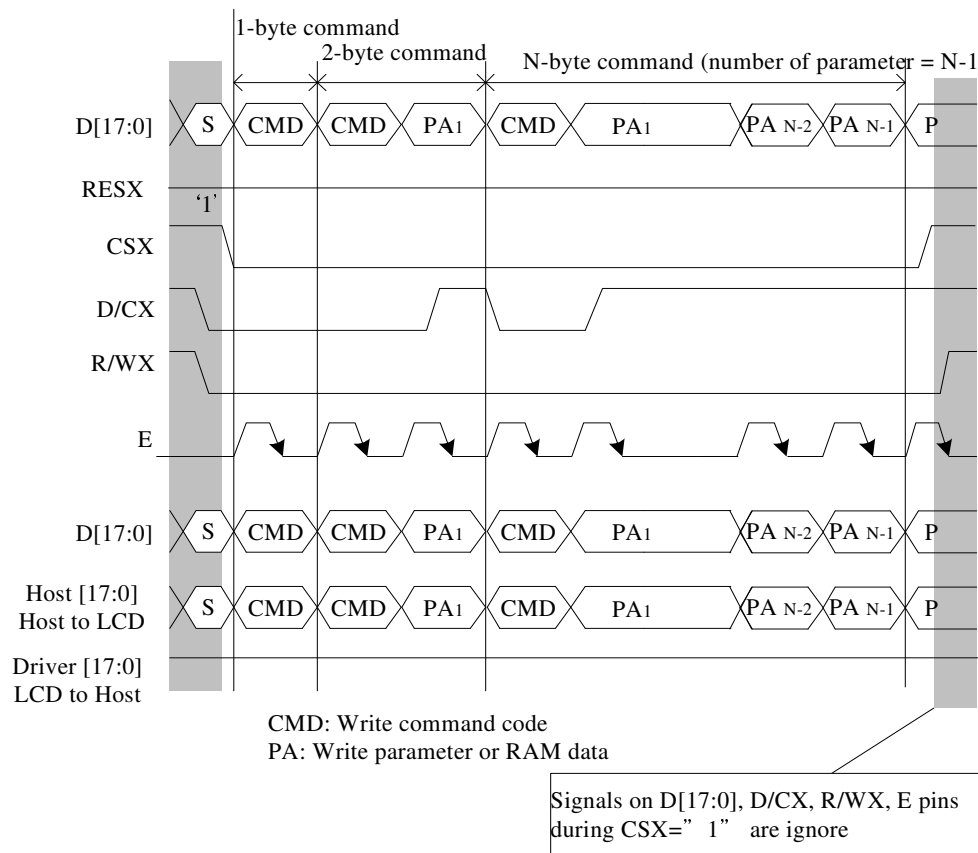 1-byte command
2-byte command
N-byte command (number of parameter = N-1
D[17:0] S CMD CMD PA1 CMD PA1 PA N-2 PA N-1 P
RESX
‘1’
CSX
D/CX
R/WX
E
D[17:0] S CMD CMD PA1 CMD PA1 PA N-2 PA N-1 P
Host [17:0]
Host to LCD
S CMD CMD PA1 CMD PA1 PA N-2 PA N-1 P
Driver [17:0]
LCD to Host
CMD: Write command code
PA: Write parameter or RAM data
Signals on D[17:0], D/CX, R/WX, E pins
during CSX=” 1” are ignore